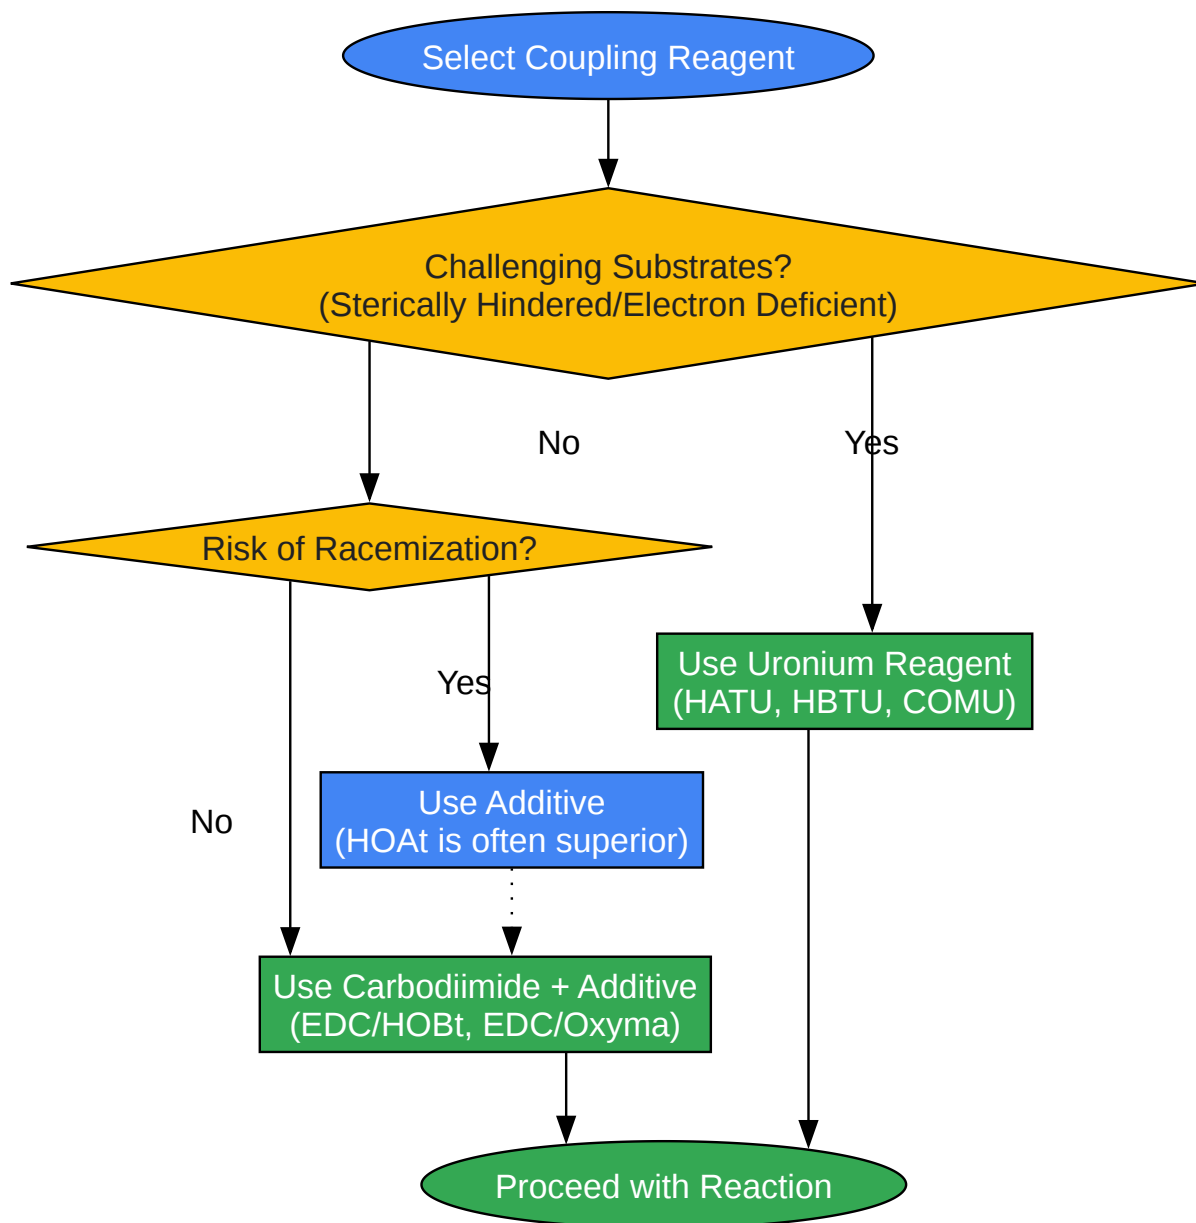 Select Coupling Reagent
Challenging Substrates?
(Sterically Hindered/Electron Deficient)
No
Yes
Risk of Racemization?
Use Uronium Reagent
(HATU, HBTU, COMU)
Yes
No
Use Additive
(HOAt is often superior)
Use Carbodiimide + Additive
(EDC/HOBt, EDC/Oxyma)
Proceed with Reaction